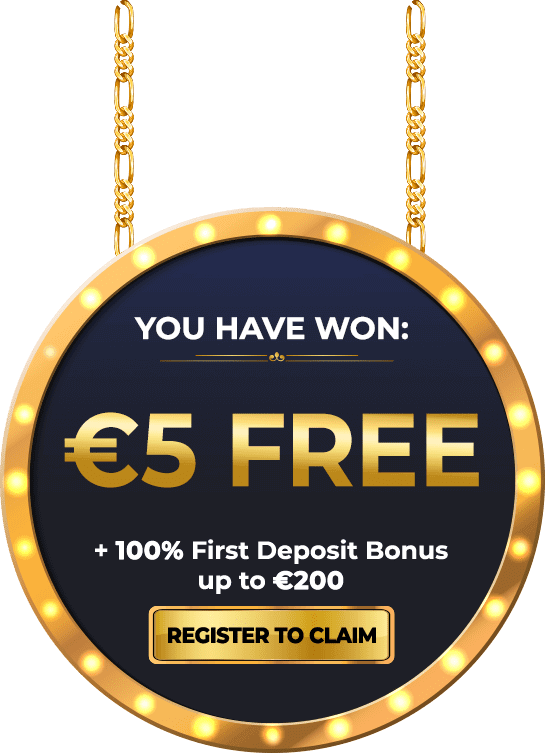 YOU HAVE WON:
€5 FREE
+ 100% First Deposit Bonus
up to €200
REGISTER TO CLAIM